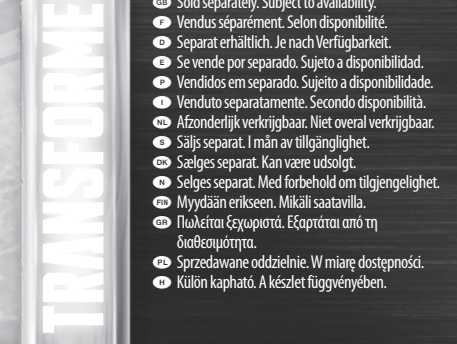 TRANSFORME
GB Sold separately. Subject to availability.
F Vendus séparément. Selon disponibilité.
D Separat erhältlich. Je nach Verfügbarkeit.
E Se vende por separado. Sujeto a disponibilidad.
P Vendidos em separado. Sujeito a disponibilidade.
I Venduto separatamente. Secondo disponibilità.
NL Afzonderlijk verkrijgbaar. Niet overal verkrijgbaar.
S Säljs separat. I mån av tillgänglighet.
DK Sælges separat. Kan være udsolgt.
N Selges separat. Med forbehold om tilgjengelighet.
FIN Myydään erikseen. Mikäli saatavilla.
GR Πωλείται ξεχωριστά. Εξαρτάται από τη
διαθεσιμότητα.
PL Sprzedawane oddzielnie. W miarę dostępności.
H Külön kapható. A készlet függvényében.